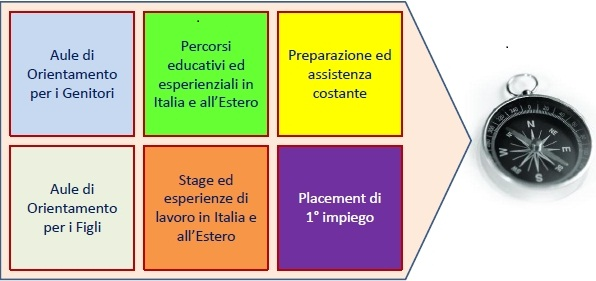 Aule di
Orientamento
per i Genitori
Percorsi
educativi ed
esperienziali in
Italia e all'Estero
Preparazione ed
assistenza
costante
Aule di
Orientamento
per i Figli
Stage ed
esperienze di
lavoro in Italia e
all'Estero
Placement di
1° impiego
N
NE
E
S
W